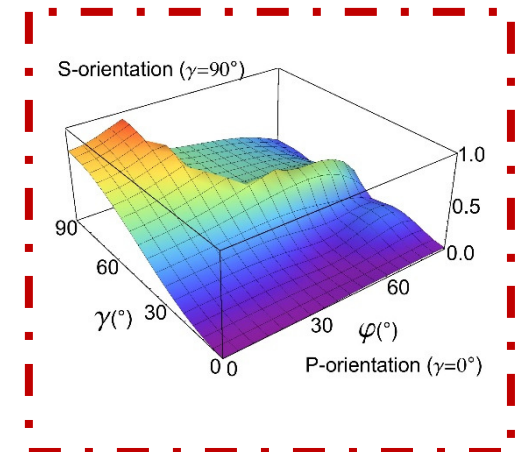 S-orientation (γ=90°)
1.0
0.5
0.0
90
60
30
0
γ(°)
0
30
60
φ(°)
P-orientation (γ=0°)